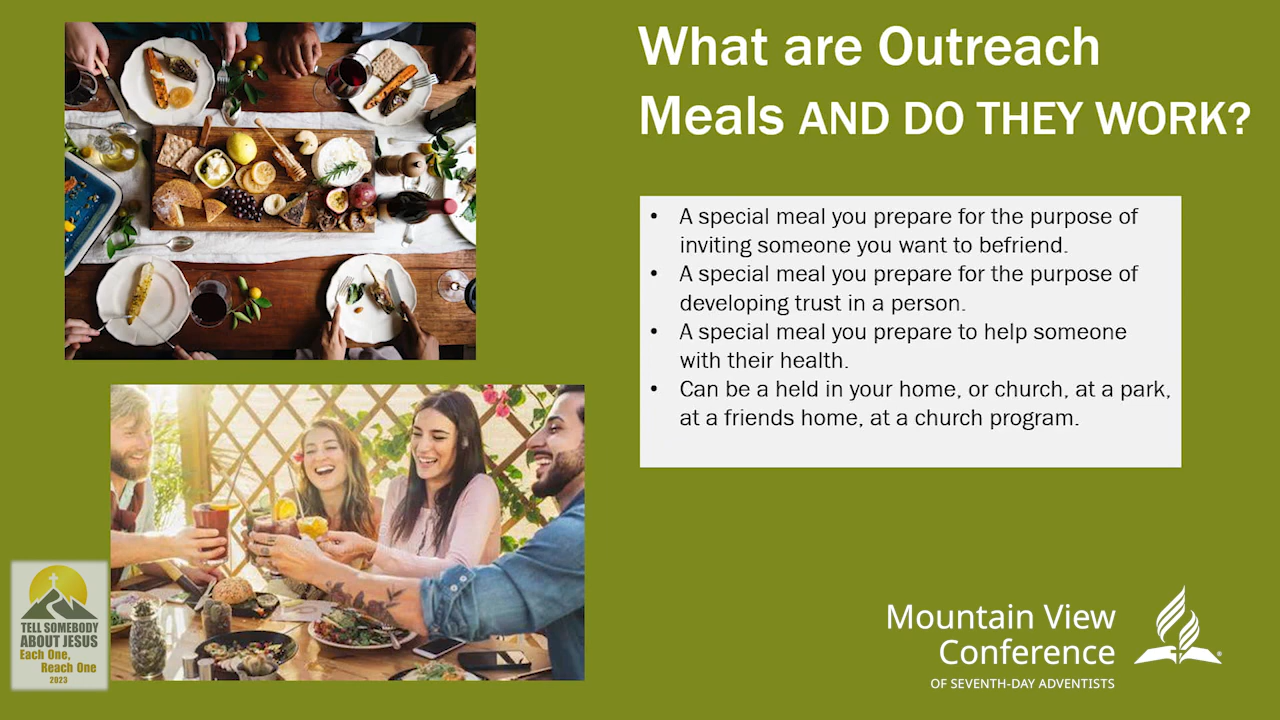 What are Outreach
Meals AND DO THEY WORK?
• A special meal you prepare for the purpose of
inviting someone you want to befriend.
• A special meal you prepare for the purpose of
developing trust in a person.
• A special meal you prepare to help someone
with their health.
• Can be a held in your home, or church, at a park,
at a friends home, at a church program.
TELL SOMEBODY
ABOUT JESUS
Each One,
Reach One
2023
Mountain View
Conference
OF SEVENTH-DAY ADVENTISTS
®